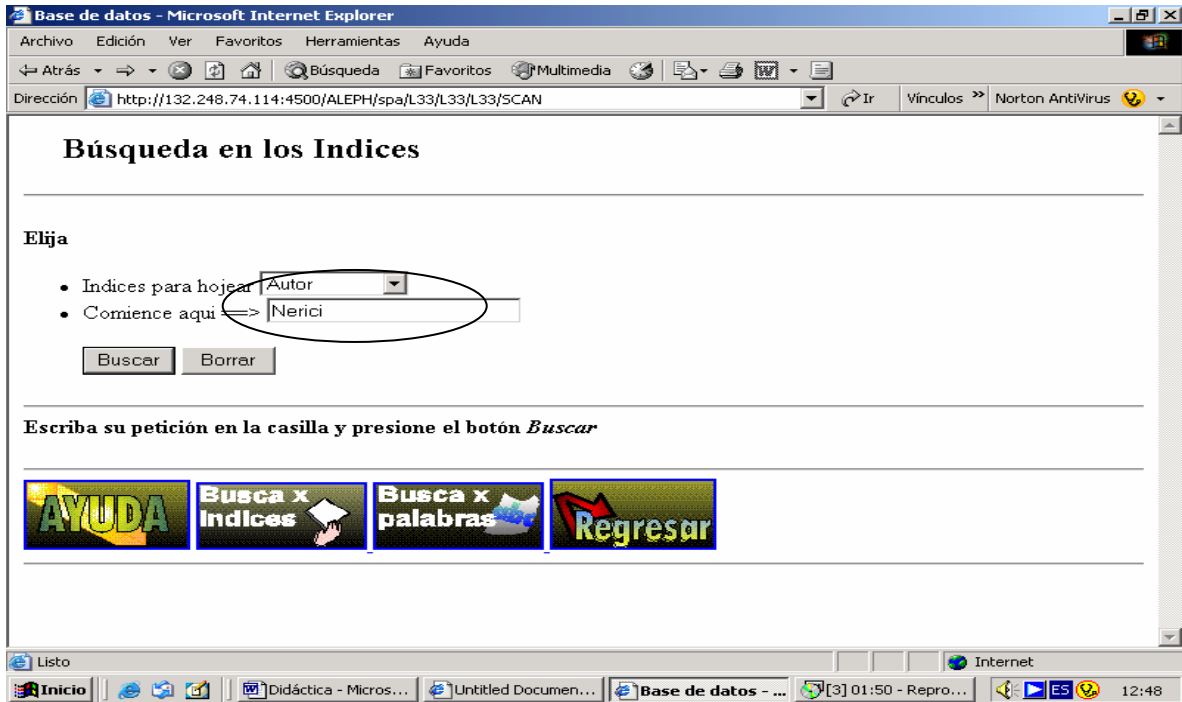 Base de datos - Microsoft Internet Explorer
Archivo Edición Ver Favoritos Herramientas Ayuda
Atrás Búsqueda Favoritos Multimedia
Dirección http://132.248.74.114:4500/ALEPH/spa/L33/L33/L33/SCAN Ir Vínculos » Norton AntiVirus
Búsqueda en los Indices
Elija
• Indices para hojear Autor
• Comience aqui ==> Nerici
Buscar Borrar
Escriba su petición en la casilla y presione el botón Buscar
AYUDA Busca x indices Busca x palabras abc Regresar
Listo Internet
Inicio Didáctica - Micros... Untitled Documen... Base de datos - ... [3] 01:50 - Repro... ES 12:48